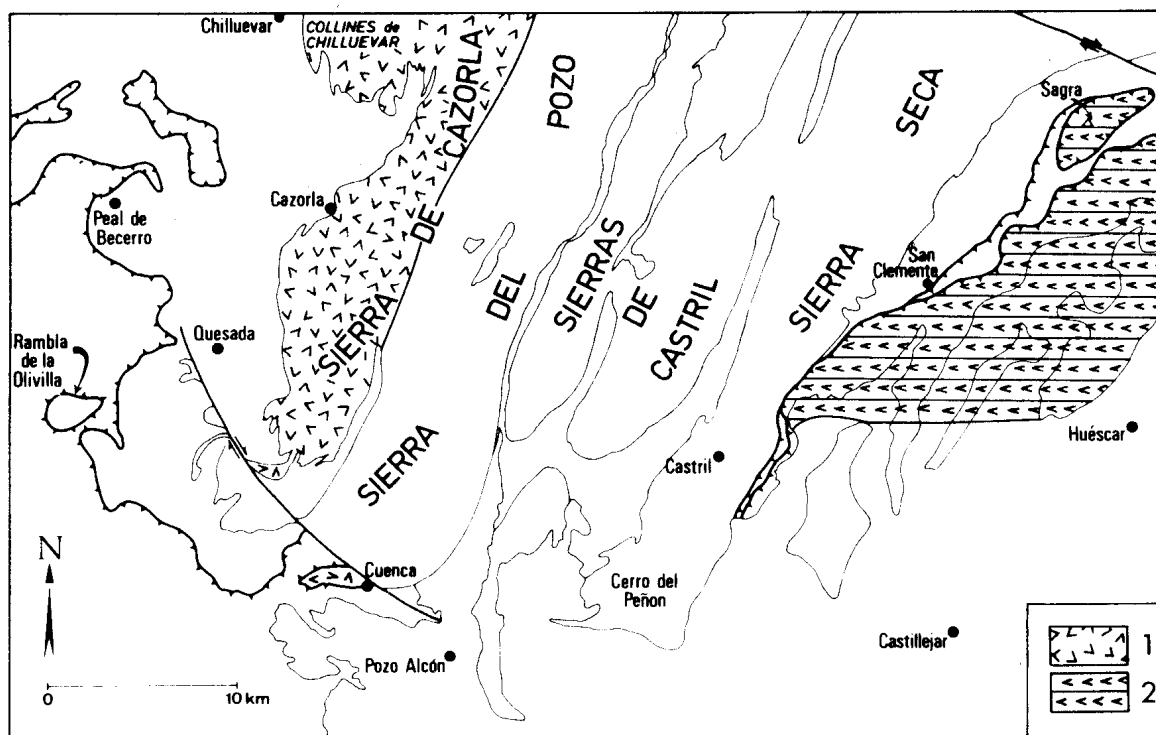 Chilluevar
COLLINES de
CHILLUEVAR
SIERRA DE CAZORLA
SIERRA DEL POZO
SIERRAS DE CASTRIL
SIERRA SECA
Sagra
Peal de
Becerro
Cazorla
San
Clemente
Rambla
de la
Olivilla
Quesada
Huéscar
Castril
N
Cuenca
Cerro del
Peñon
Castillejar
Pozo Alcón
0 10 km
1
2